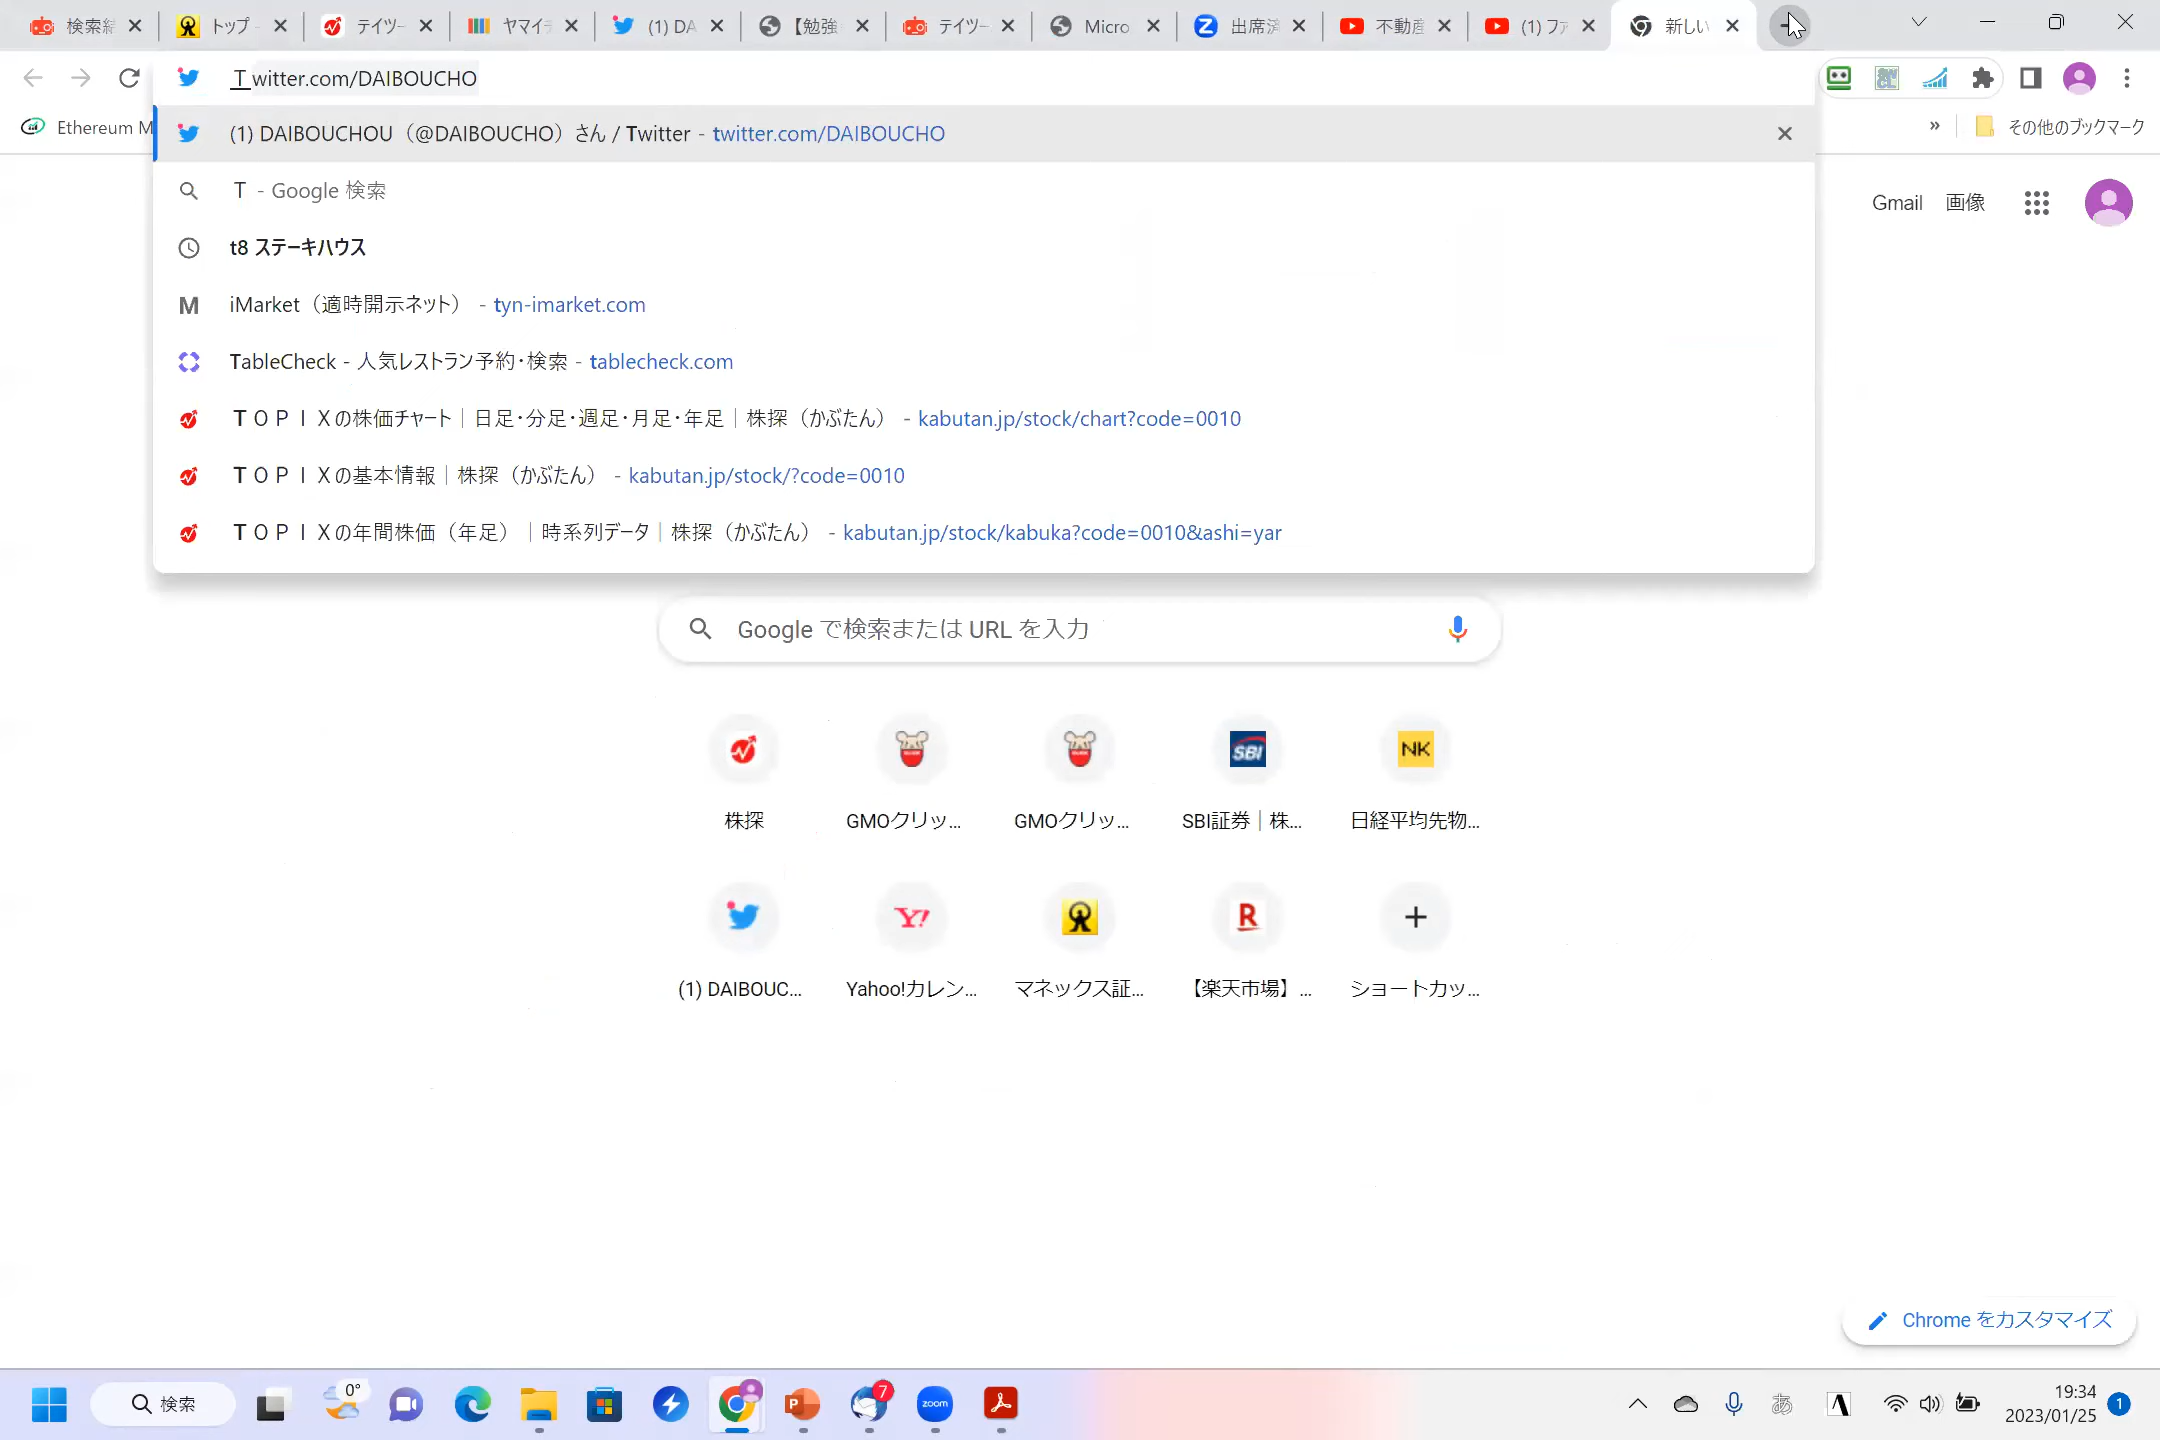 検索結
トップ -
テイツー
ヤマイラ
(1) DA
【勉強
テイツー
Micro
出席
不動産
(1) ファ
新しい
Twitter.com/DAIBOUCHO
Ethereum M
» その他のブックマーク
(1) DAIBOUCHOU（@DAIBOUCHO）さん / Twitter - twitter.com/DAIBOUCHO
T - Google 検索
t8 ステーキハウス
iMarket（適時開示ネット） - tyn-imarket.com
TableCheck - 人気レストラン予約・検索 - tablecheck.com
ＴＯＰＩＸの株価チャート｜日足・分足・週足・月足・年足｜株探（かぶたん） - kabutan.jp/stock/chart?code=0010
ＴＯＰＩＸの基本情報｜株探（かぶたん） - kabutan.jp/stock/?code=0010
ＴＯＰＩＸの年間株価（年足）｜時系列データ｜株探（かぶたん） - kabutan.jp/stock/kabuka?code=0010&ashi=yar
Gmail 画像
Google で検索または URL を入力
SBI
NK
株探
GMOクリッ...
GMOクリッ...
SBI証券｜株...
日経平均先物...
Y!
R
(1) DAIBOUC...
Yahoo!カレン...
マネックス証...
【楽天市場】...
ショートカッ...
Chrome をカスタマイズ
検索
0°
7
zoom
あ
19:34
2023/01/25
1